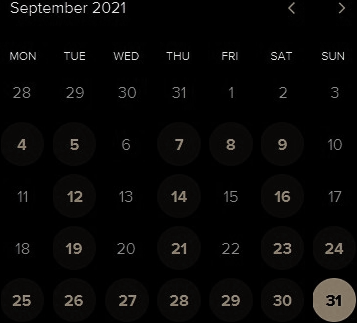 September 2021
MON TUE WED THU FRI SAT SUN
28 29 30 31 1 2 3
4 5 6 7 8 9 10
11 12 13 14 15 16 17
18 19 20 21 22 23 24
25 26 27 28 29 30 31